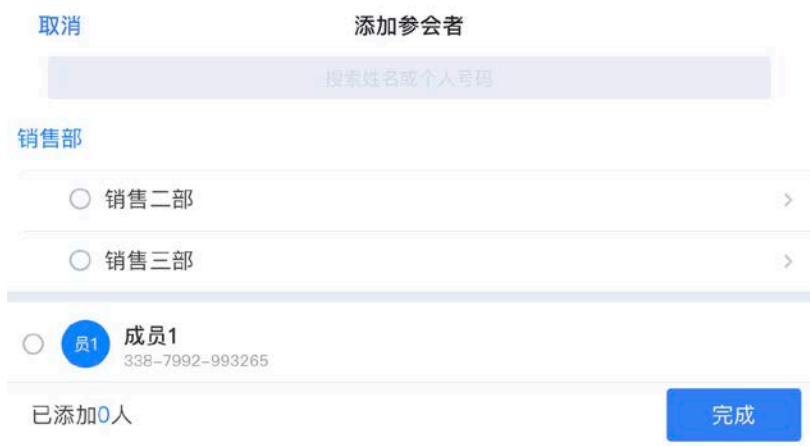 取消 添加参会者
搜索姓名或个人号码
销售部
销售二部
销售三部
员1 成员1
338-7992-993265
已添加0人 完成